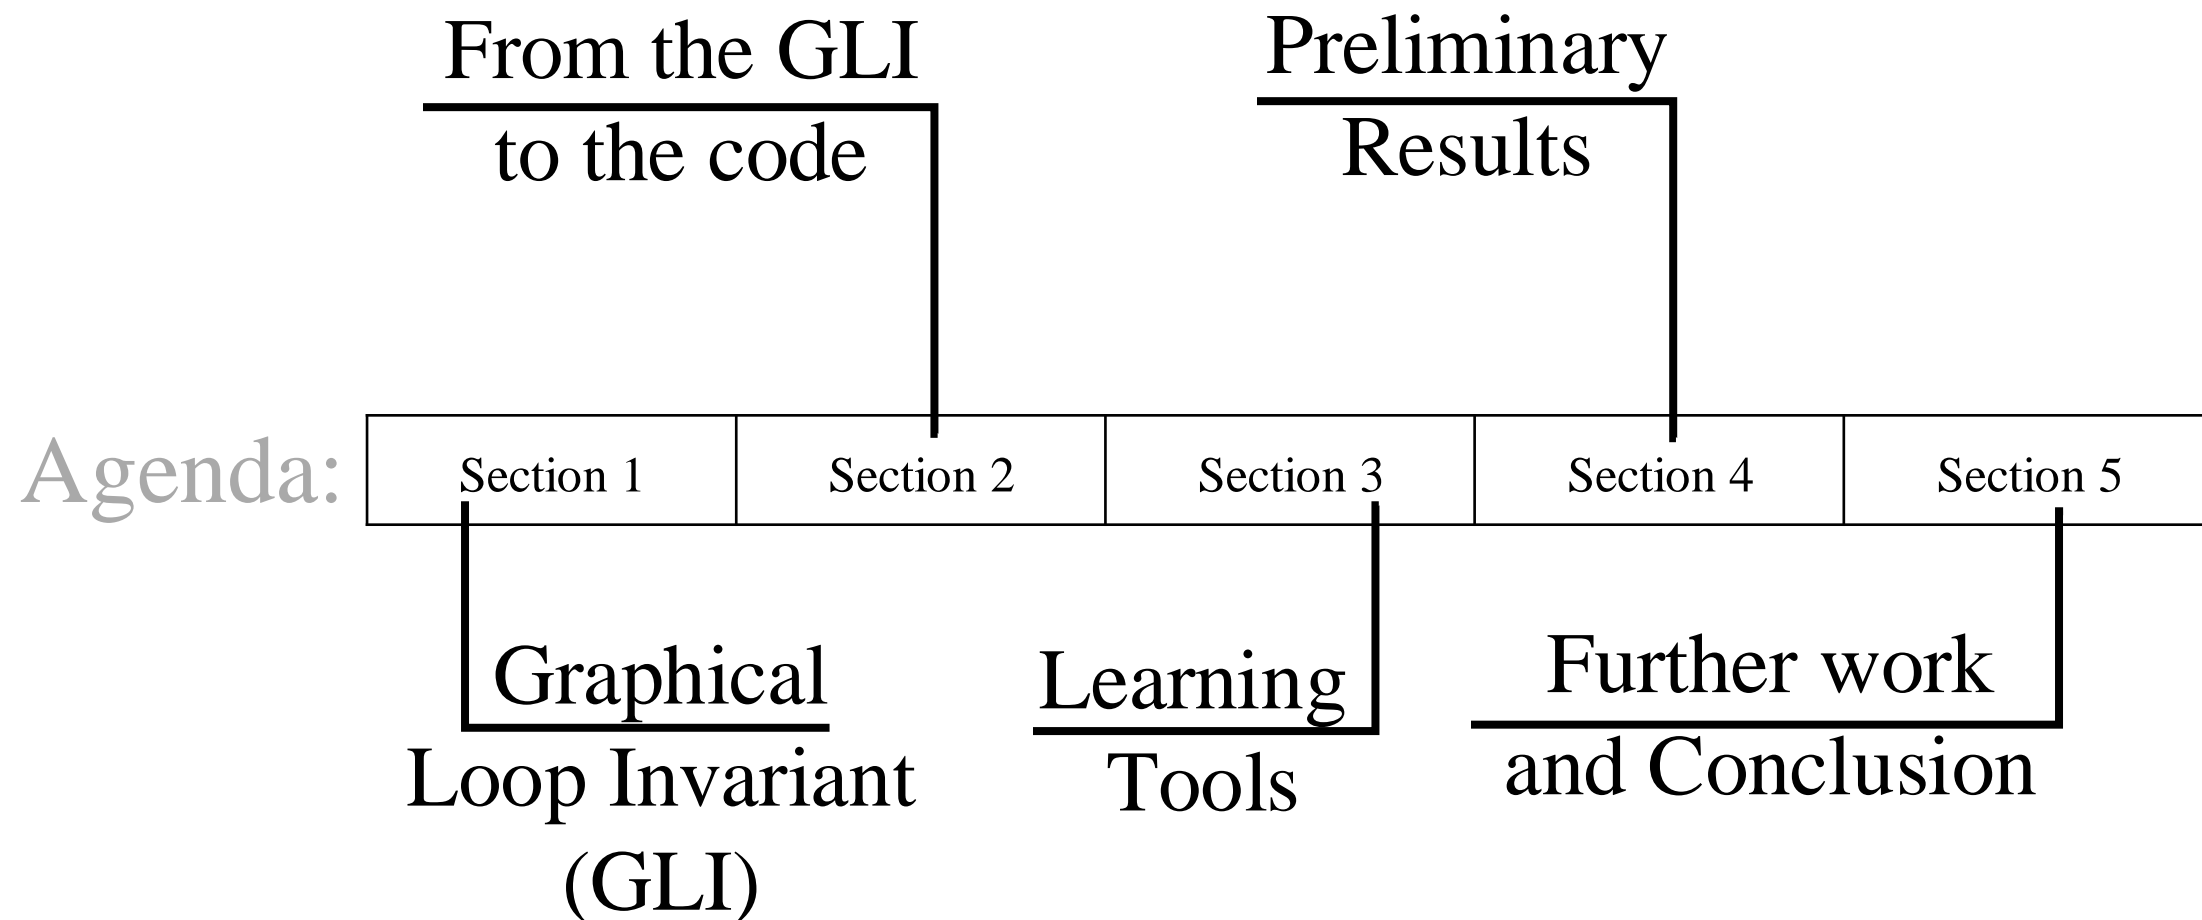 From the GLI
to the code
Preliminary
Results
Agenda:
Section 1
Section 2
Section 3
Section 4
Section 5
Graphical
Loop Invariant
(GLI)
Learning
Tools
Further work
and Conclusion